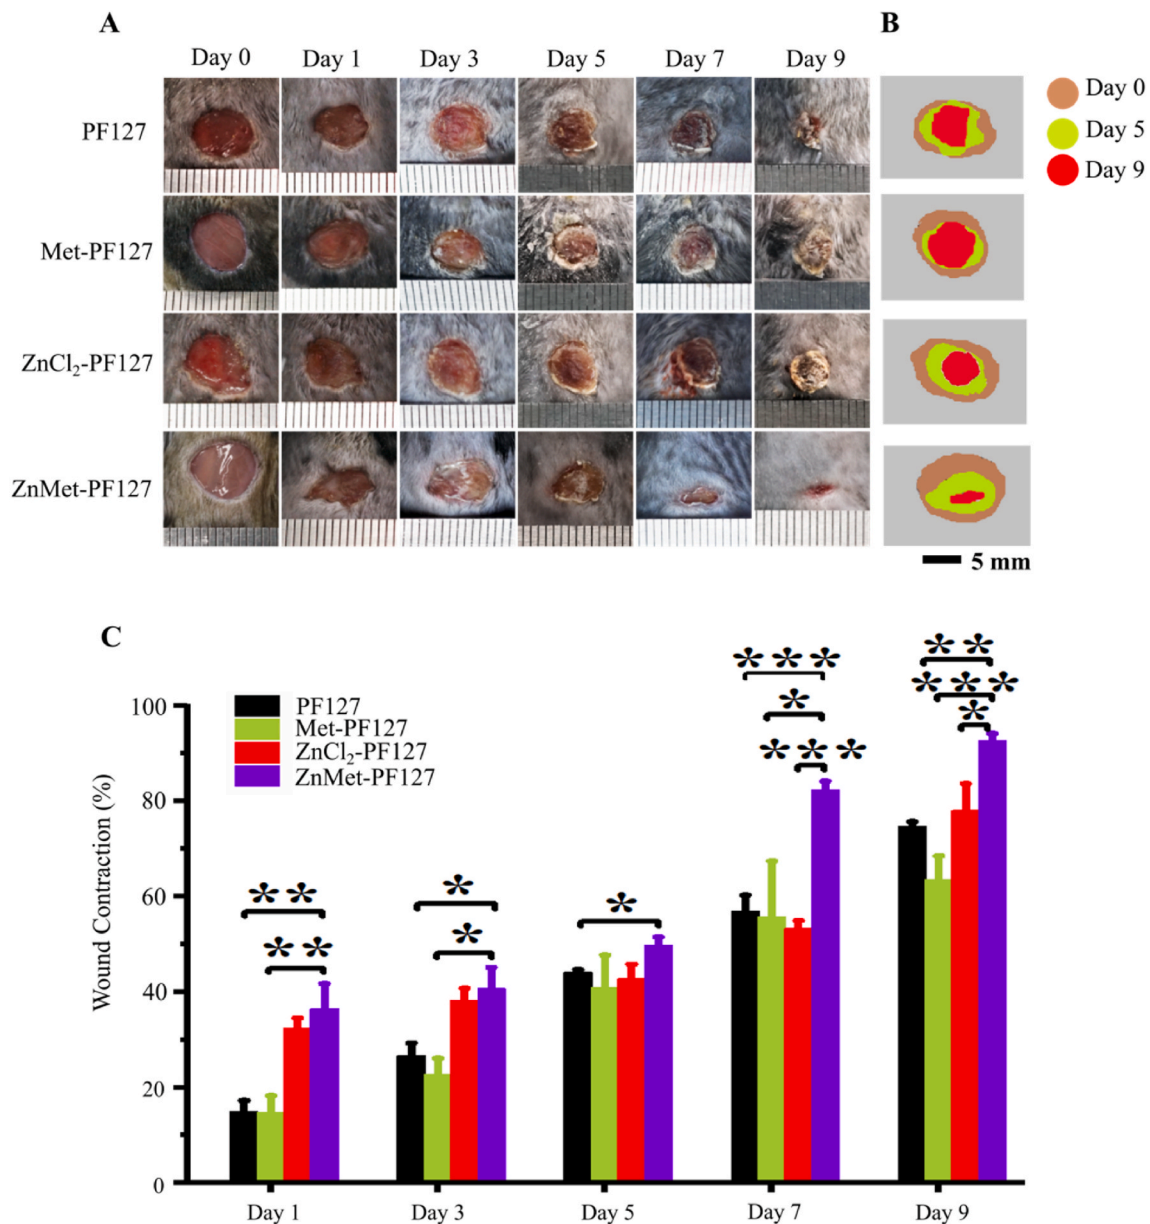 A
B
Day 0 Day 1 Day 3 Day 5 Day 7 Day 9
PF127
Met-PF127
ZnCl₂-PF127
ZnMet-PF127
Day 0
Day 5
Day 9
5 mm
C
PF127
Met-PF127
ZnCl₂-PF127
ZnMet-PF127
Wound Contraction (%)
100
80
60
40
20
0
** **
* *
*
*** * ***
** *** *
Day 1 Day 3 Day 5 Day 7 Day 9